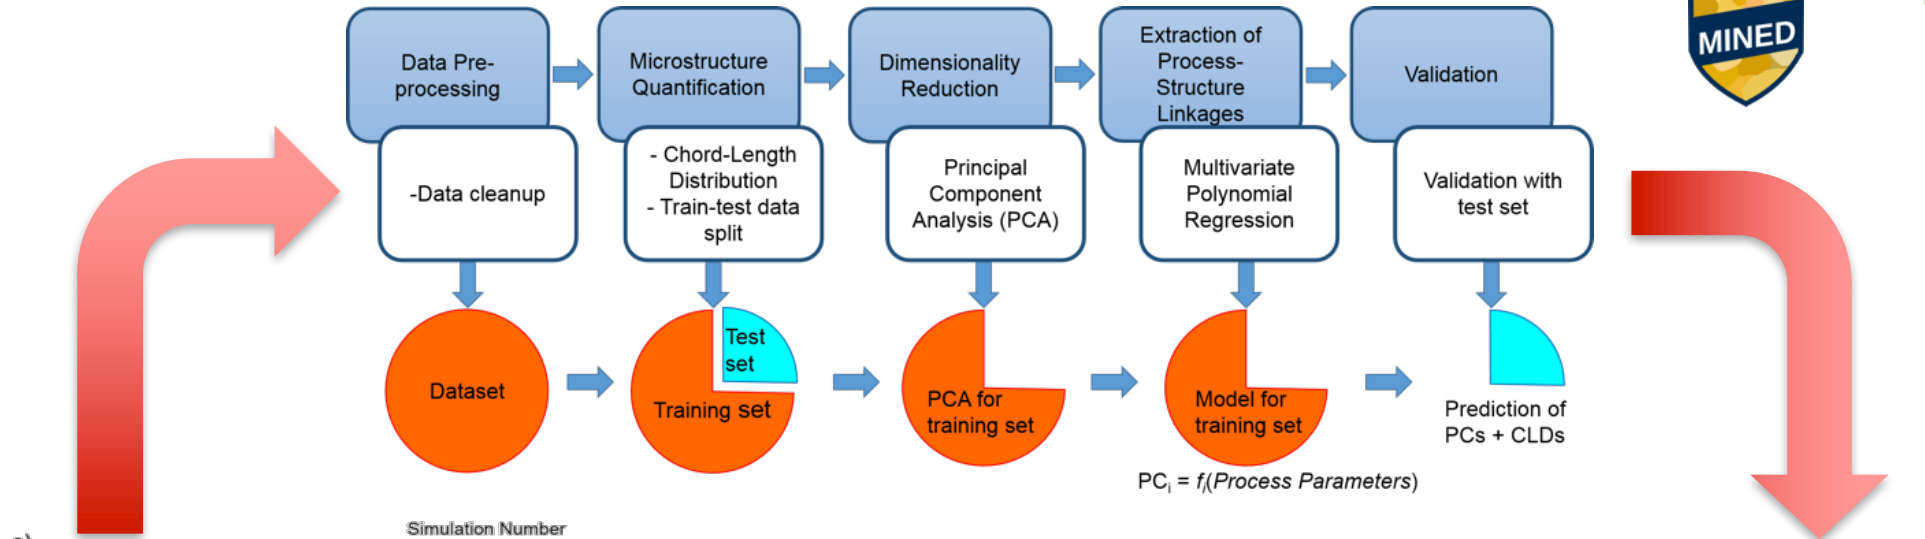 MINED
Data Pre-
processing
Microstructure
Quantification
Dimensionality
Reduction
Extraction of
Process-
Structure
Linkages
Validation
-Data cleanup
- Chord-Length
Distribution
- Train-test data
split
Principal
Component
Analysis (PCA)
Multivariate
Polynomial
Regression
Validation with
test set
Dataset
Test
set
Training set
PCA for
training set
Model for
training set
Prediction of
PCs + CLDs
PCi = fi(Process Parameters)
Simulation Number